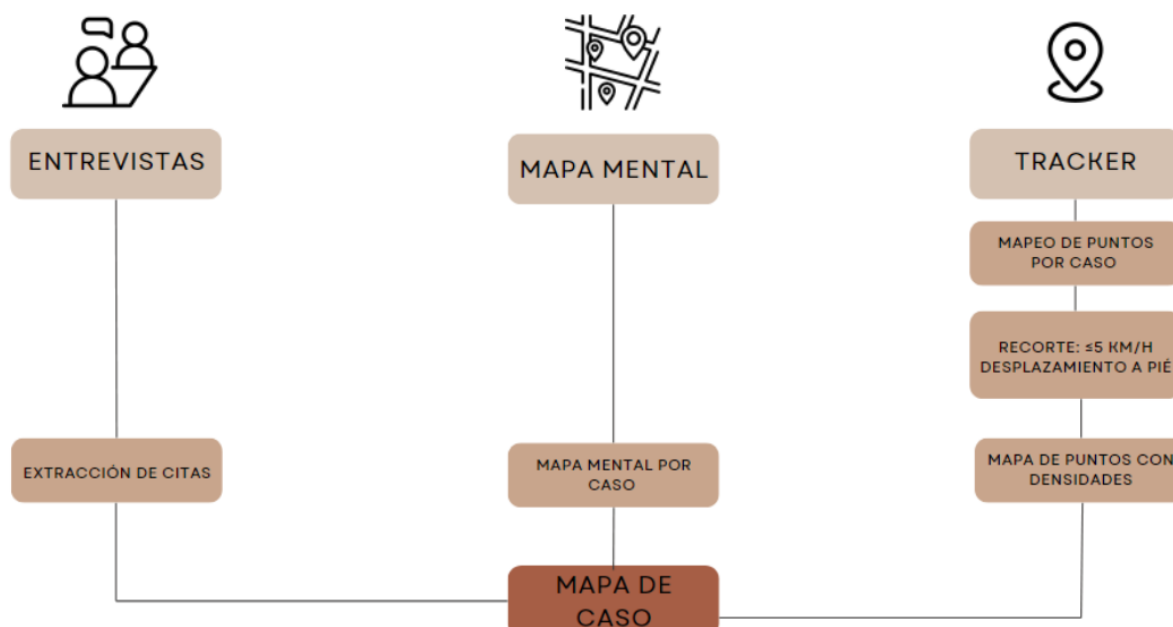 ENTREVISTAS
MAPA MENTAL
TRACKER
MAPEO DE PUNTOS
POR CASO
RECORTE: ≤5 KM/H
DESPLAZAMIENTO A PIÉ
EXTRACCIÓN DE CITAS
MAPA MENTAL POR
CASO
MAPA DE PUNTOS CON
DENSIDADES
MAPA DE
CASO